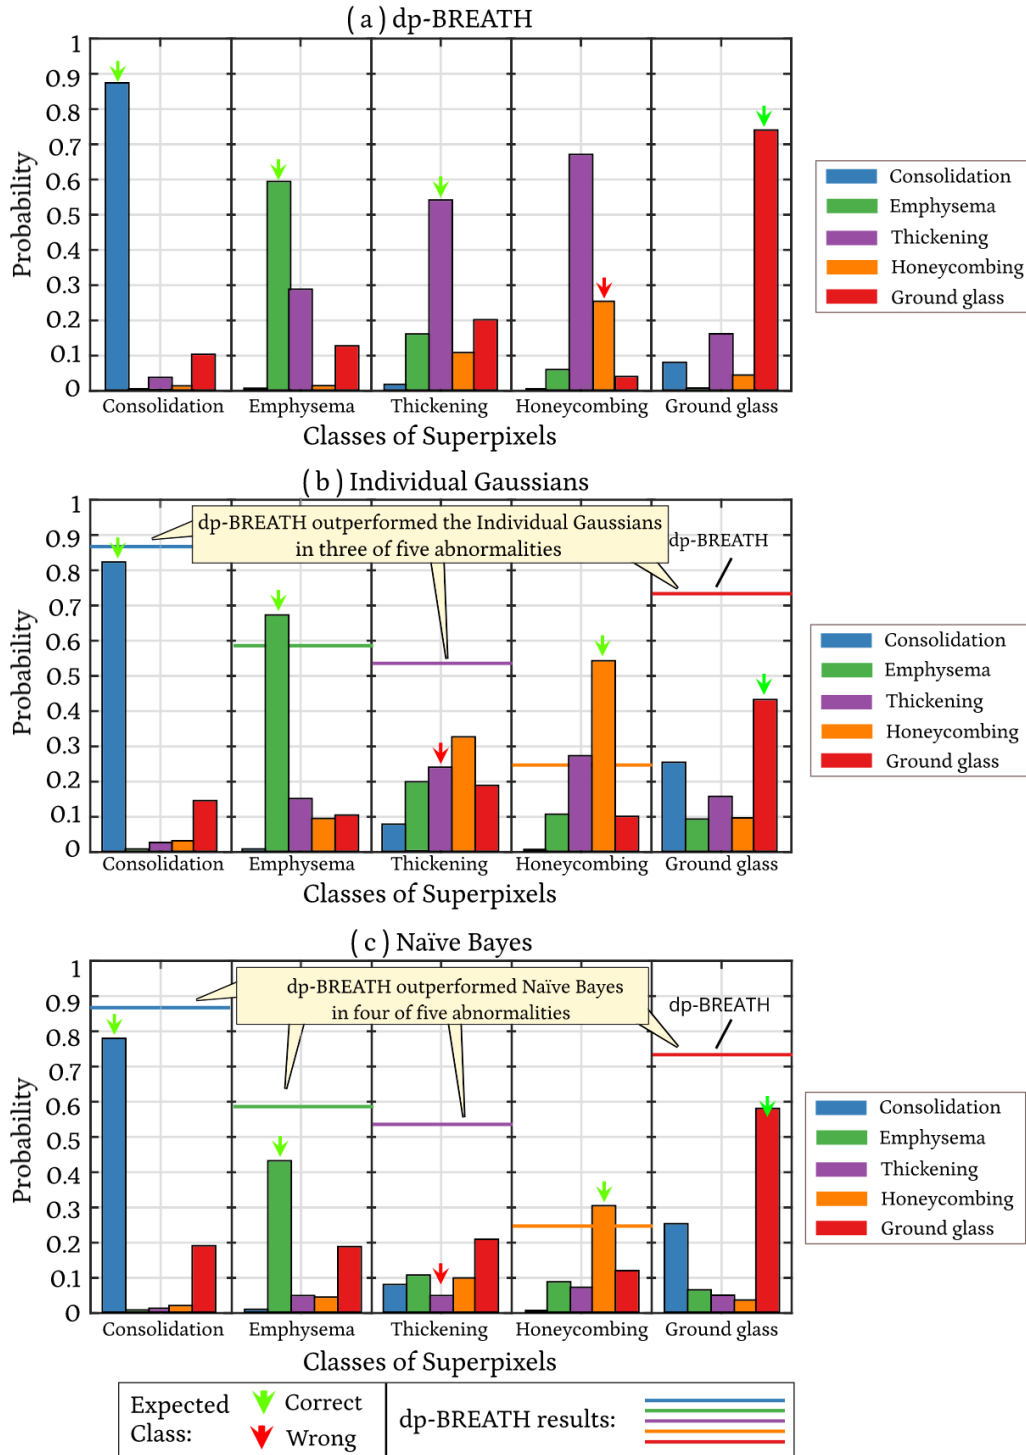 ( a ) dp-BREATH
1
0.9
0.8
0.7
0.6
0.5
0.4
0.3
0.2
0.1
0
Probability
Consolidation Emphysema Thickening Honeycombing Ground glass
Classes of Superpixels
Consolidation
Emphysema
Thickening
Honeycombing
Ground glass
( b ) Individual Gaussians
1
0.9
0.8
0.7
0.6
0.5
0.4
0.3
0.2
0.1
0
Probability
dp-BREATH outperformed the Individual Gaussians
in three of five abnormalities
dp-BREATH
Consolidation Emphysema Thickening Honeycombing Ground glass
Classes of Superpixels
Consolidation
Emphysema
Thickening
Honeycombing
Ground glass
( c ) Naïve Bayes
1
0.9
0.8
0.7
0.6
0.5
0.4
0.3
0.2
0.1
0
Probability
dp-BREATH outperformed Naïve Bayes
in four of five abnormalities
dp-BREATH
Consolidation Emphysema Thickening Honeycombing Ground glass
Classes of Superpixels
Consolidation
Emphysema
Thickening
Honeycombing
Ground glass
Expected
Class:
Correct
Wrong
dp-BREATH results: